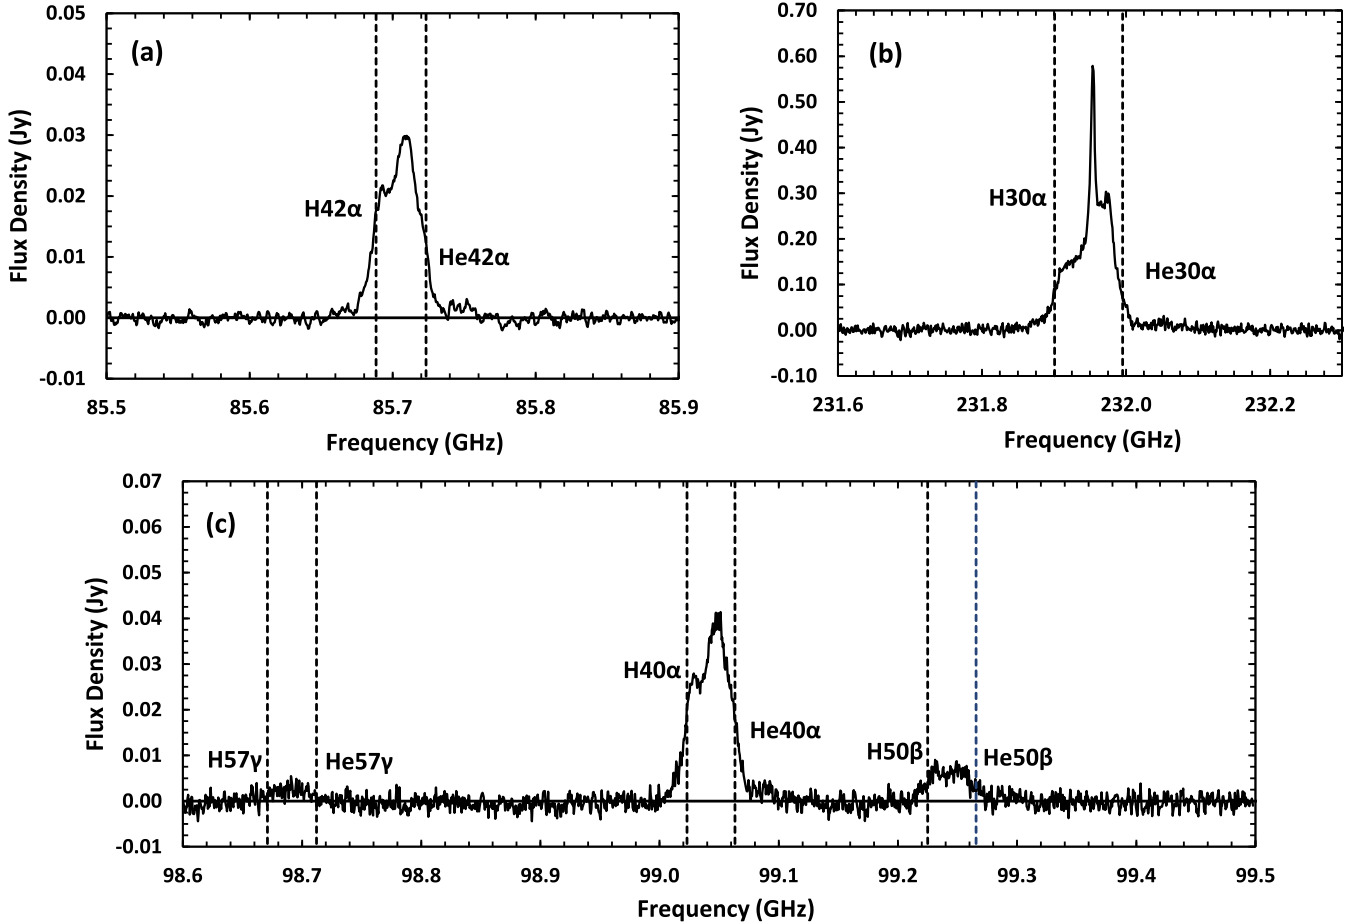 (a)
0.05
0.04
0.03
0.02
0.01
0.00
-0.01
Flux Density (Jy)
H42α
He42α
85.5 85.6 85.7 85.8 85.9
Frequency (GHz)
(b)
0.70
0.60
0.50
0.40
0.30
0.20
0.10
0.00
-0.10
Flux Density (Jy)
H30α
He30α
231.6 231.8 232.0 232.2
Frequency (GHz)
(c)
0.07
0.06
0.05
0.04
0.03
0.02
0.01
0.00
-0.01
Flux Density (Jy)
H57γ
He57γ
H40α
He40α
H50β
He50β
98.6 98.7 98.8 98.9 99.0 99.1 99.2 99.3 99.4 99.5
Frequency (GHz)